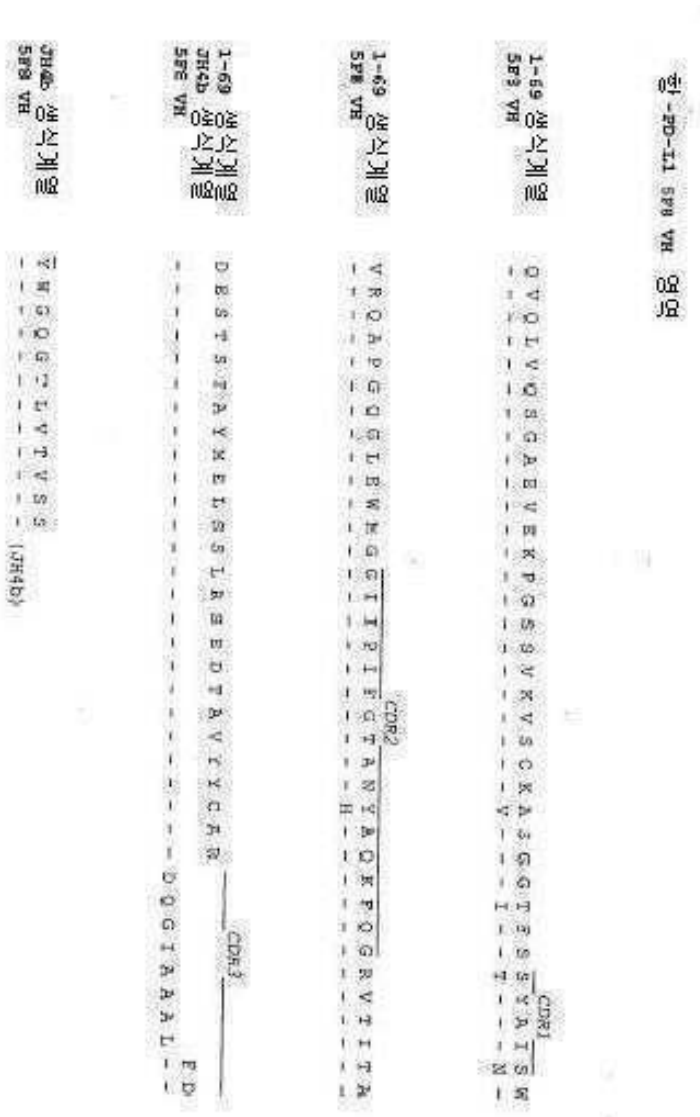 항-PD-L1 5F8 VH 영역
CDR1
1-69 생식계열 Q V Q L V Q S G A E V K K P G S S V K V S C K A S G G T F S S Y A I S W
5F8 VH - - - - - - - - - - - - - - - - - - - - - - - V - - - I - - T - - - N -
CDR2
1-69 생식계열 V R Q A P G Q G L E W M G G I I P I F G T A N Y A Q K F Q G R V T I T A
5F8 VH - - - - - - - - - - - - - - - - - - - - - - - H - - - - - - - - - - - -
CDR3
1-69 생식계열 D E S T S T A Y M E L S S L R S E D T A V Y Y C A R
JH4b 생식계열 F D
5F8 VH - - - - - - - - - - - - - - - - - - - - - - - - - - D Q G I A A A L - -
JH4b 생식계열 Y W G Q G T L V T V S S
5F8 VH - - - - - - - - - - - - (JH4b)